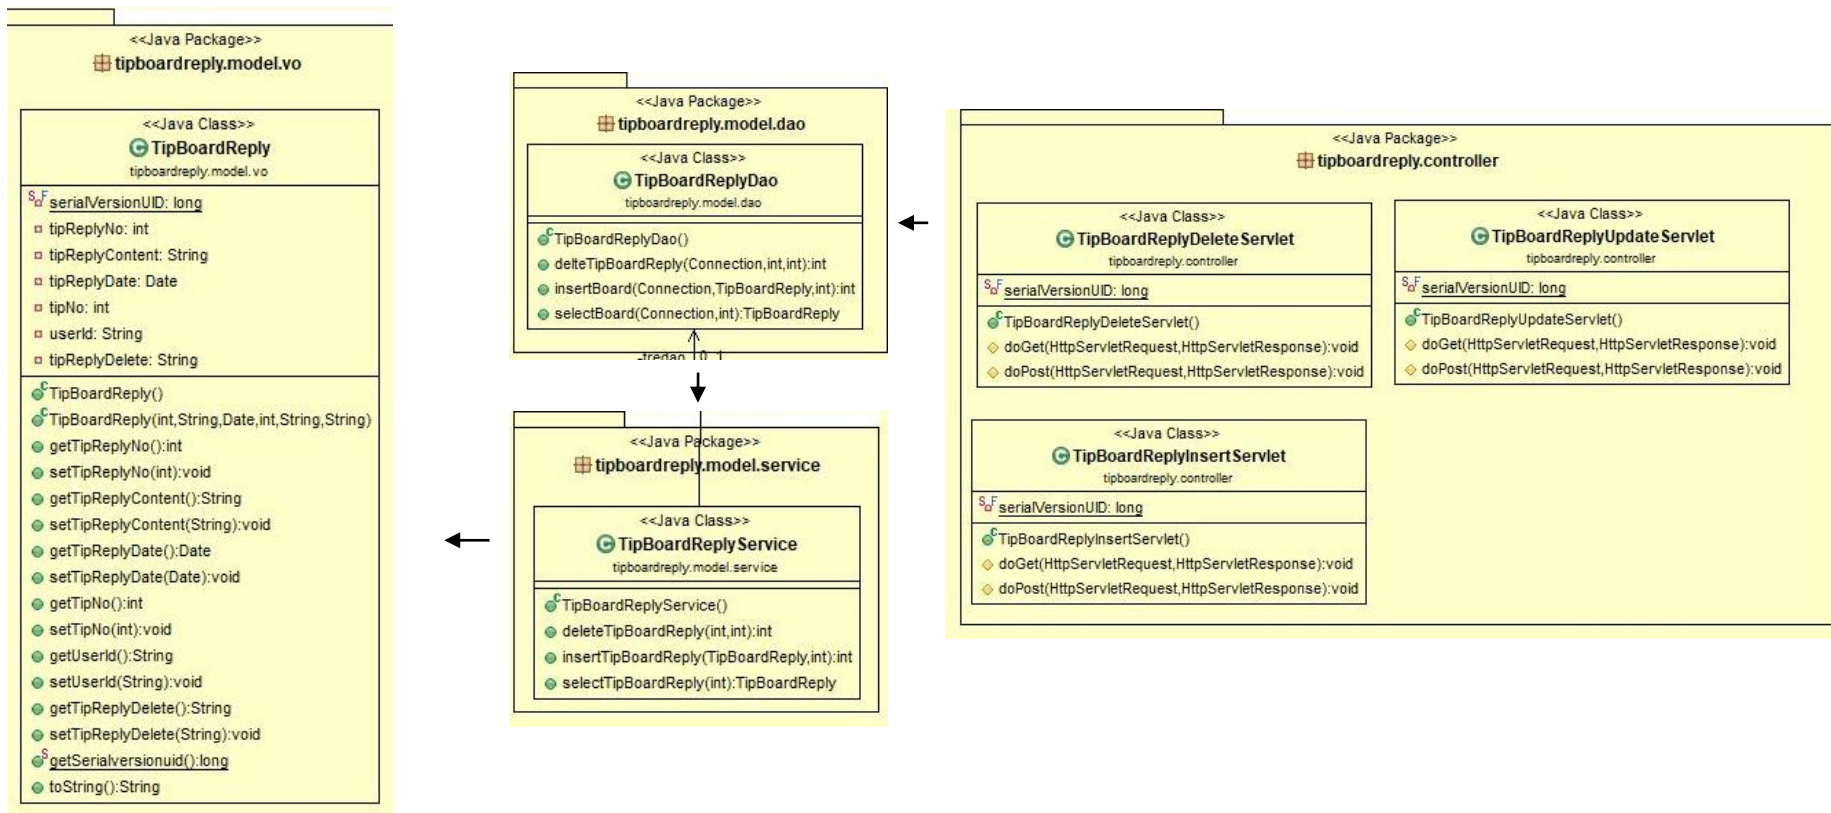 <<Java Package>>
tipboardreply.model.vo
<<Java Class>>
TipBoardReply
tipboardreply.model.vo
serialVersionUID: long
tipReplyNo: int
tipReplyContent: String
tipReplyDate: Date
tipNo: int
userId: String
tipReplyDelete: String
TipBoardReply()
TipBoardReply(int,String,Date,int,String,String)
getTipReplyNo():int
setTipReplyNo(int):void
getTipReplyContent():String
setTipReplyContent(String):void
getTipReplyDate():Date
setTipReplyDate(Date):void
getTipNo():int
setTipNo(int):void
getUserId():String
setUserId(String):void
getTipReplyDelete():String
setTipReplyDelete(String):void
getSerialversionuid():long
toString():String
<<Java Package>>
tipboardreply.model.dao
<<Java Class>>
TipBoardReplyDao
tipboardreply.model.dao
TipBoardReplyDao()
delteTipBoardReply(Connection,int,int):int
insertBoard(Connection,TipBoardReply,int):int
selectBoard(Connection,int):TipBoardReply
-tredao 0..1
<<Java Package>>
tipboardreply.model.service
<<Java Class>>
TipBoardReplyService
tipboardreply.model.service
TipBoardReplyService()
deleteTipBoardReply(int,int):int
insertTipBoardReply(TipBoardReply,int):int
selectTipBoardReply(int):TipBoardReply
<<Java Package>>
tipboardreply.controller
<<Java Class>>
TipBoardReplyDeleteServlet
tipboardreply.controller
serialVersionUID: long
TipBoardReplyDeleteServlet()
doGet(HttpServletRequest,HttpServletResponse):void
doPost(HttpServletRequest,HttpServletResponse):void
<<Java Class>>
TipBoardReplyUpdateServlet
tipboardreply.controller
serialVersionUID: long
TipBoardReplyUpdateServlet()
doGet(HttpServletRequest,HttpServletResponse):void
doPost(HttpServletRequest,HttpServletResponse):void
<<Java Class>>
TipBoardReplyInsertServlet
tipboardreply.controller
serialVersionUID: long
TipBoardReplyInsertServlet()
doGet(HttpServletRequest,HttpServletResponse):void
doPost(HttpServletRequest,HttpServletResponse):void